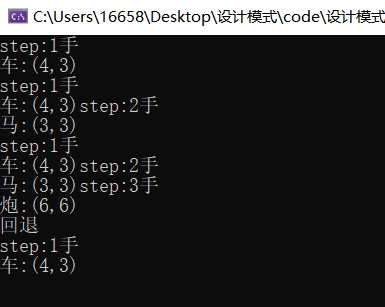 C:\Users\16658\Desktop\设计模式\code\设计模式
step:1手
车:(4,3)
step:1手
车:(4,3)step:2手
马:(3,3)
step:1手
车:(4,3)step:2手
马:(3,3)step:3手
炮:(6,6)
回退
step:1手
车:(4,3)